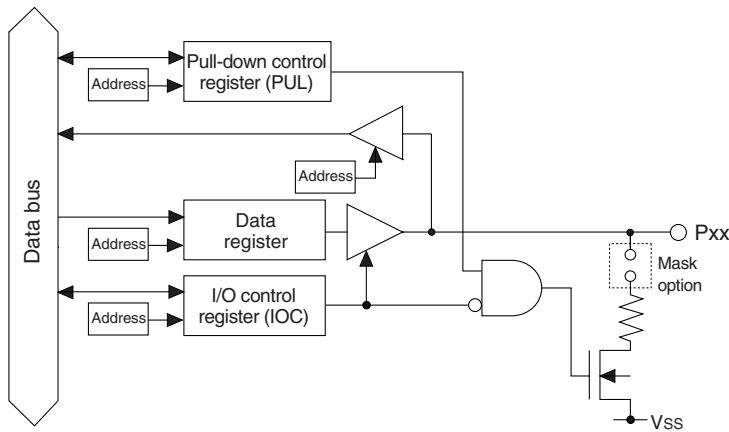 Data bus
Pull-down control
register (PUL)
Address
Address
Data
register
Address
I/O control
register (IOC)
Address
Pxx
Mask
option
VSS